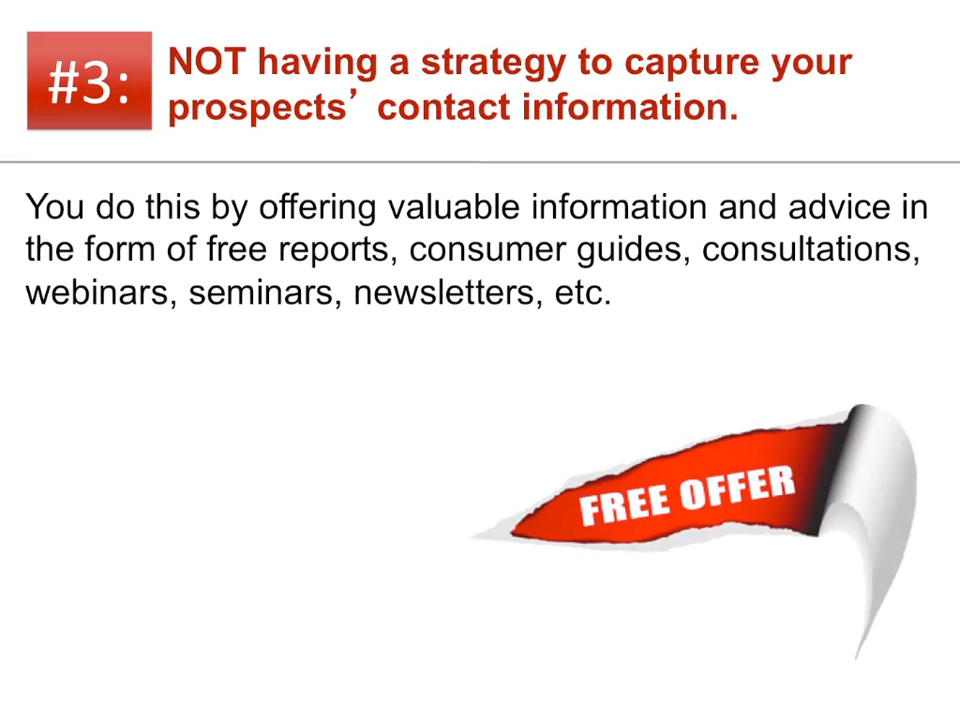 #3:
NOT having a strategy to capture your
prospects’ contact information.
You do this by offering valuable information and advice in
the form of free reports, consumer guides, consultations,
webinars, seminars, newsletters, etc.
FREE OFFER